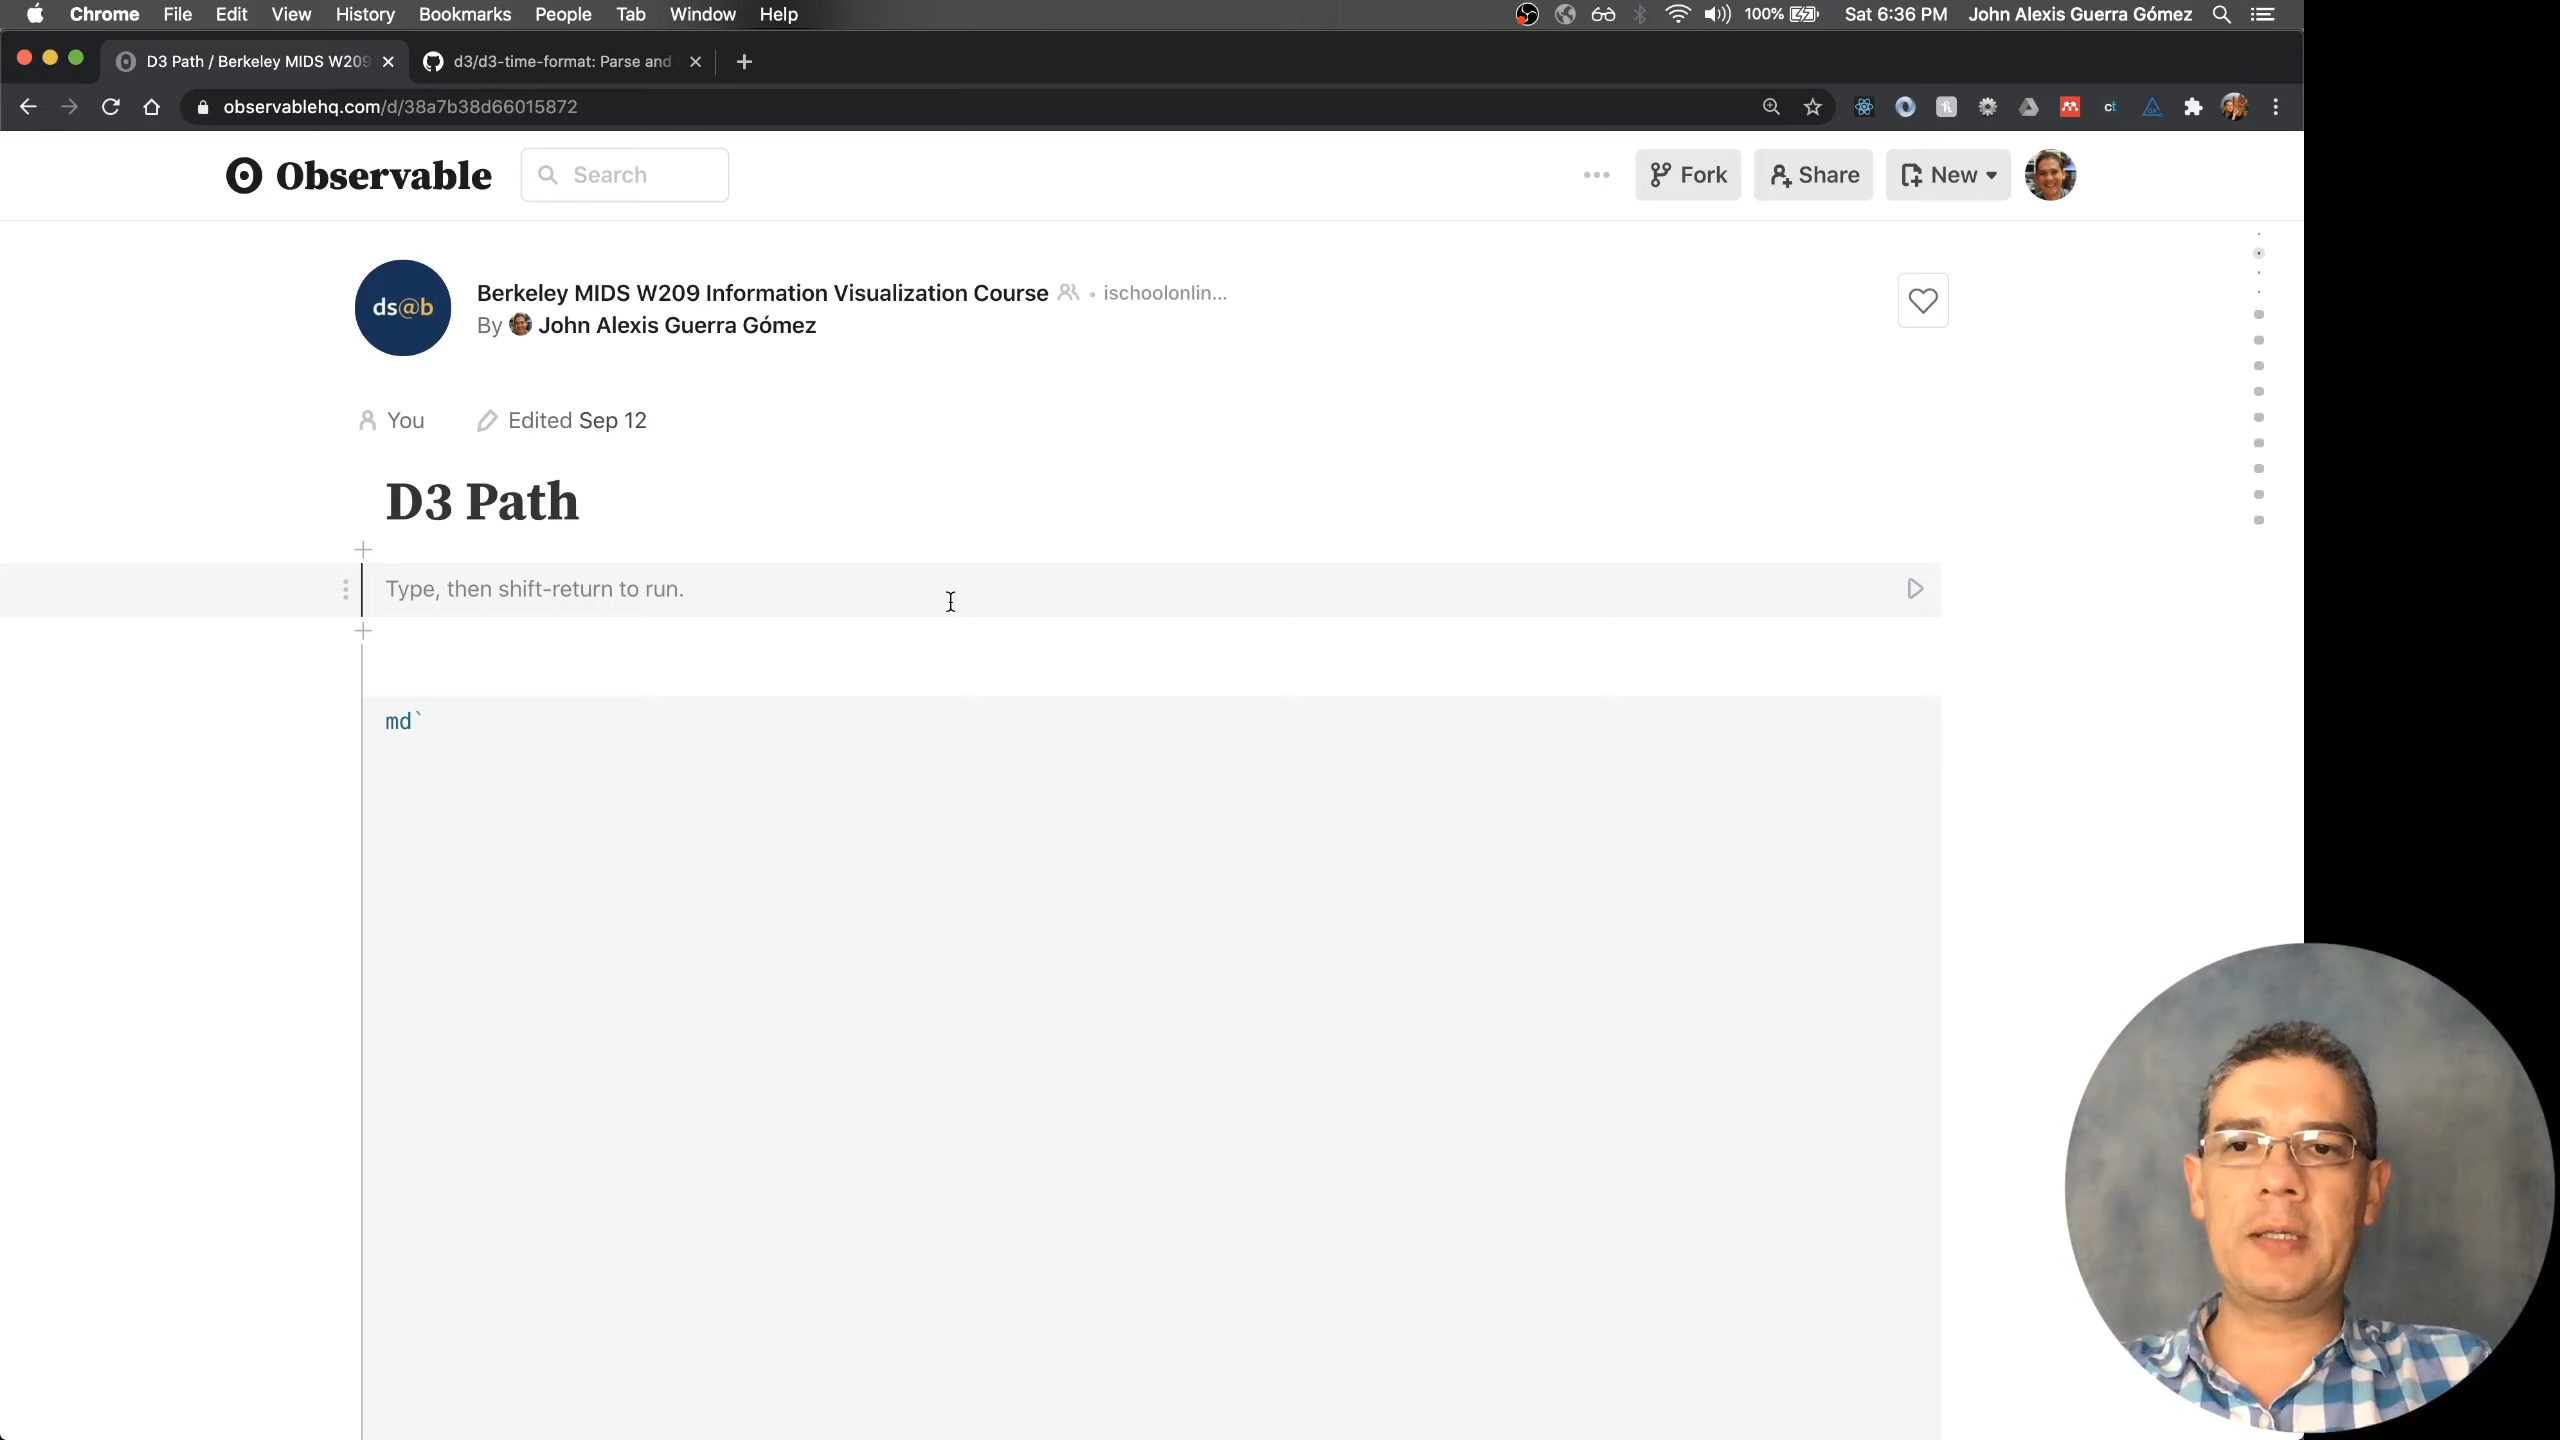 Chrome File Edit View History Bookmarks People Tab Window Help 100% Sat 6:36 PM John Alexis Guerra Gómez
D3 Path / Berkeley MIDS W209 d3/d3-time-format: Parse and
observablehq.com/d/38a7b38d66015872 ct
Observable Search Fork Share New
ds@b
Berkeley MIDS W209 Information Visualization Course • ischoolonlin...
By John Alexis Guerra Gómez
You Edited Sep 12
D3 Path
Type, then shift-return to run.
md`